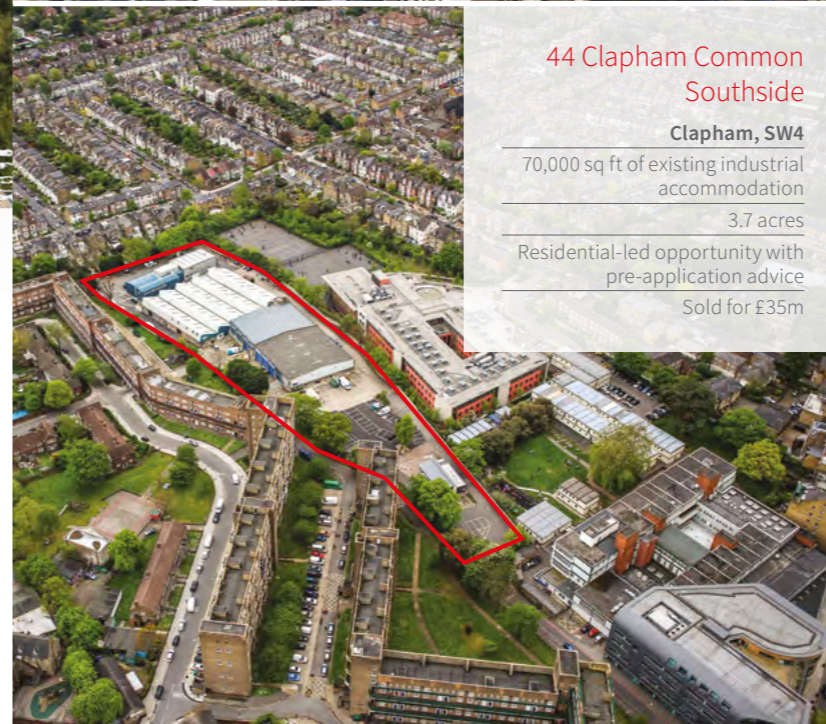 44 Clapham Common
Southside
Clapham, SW4
70,000 sq ft of existing industrial
accommodation
3.7 acres
Residential-led opportunity with
pre-application advice
Sold for £35m